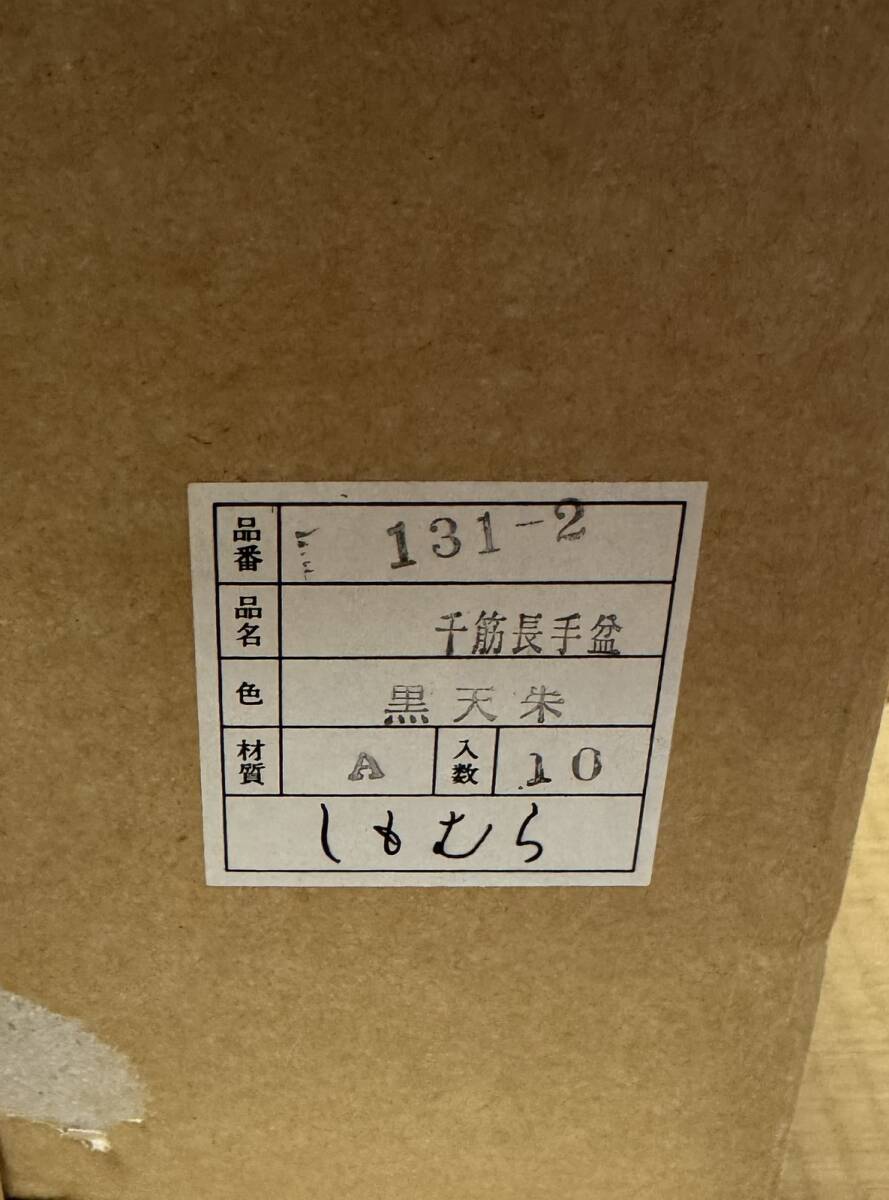 品番 131-2
品名 千筋長手盆
色 黒天朱
材質 A 入数 10
しもむら